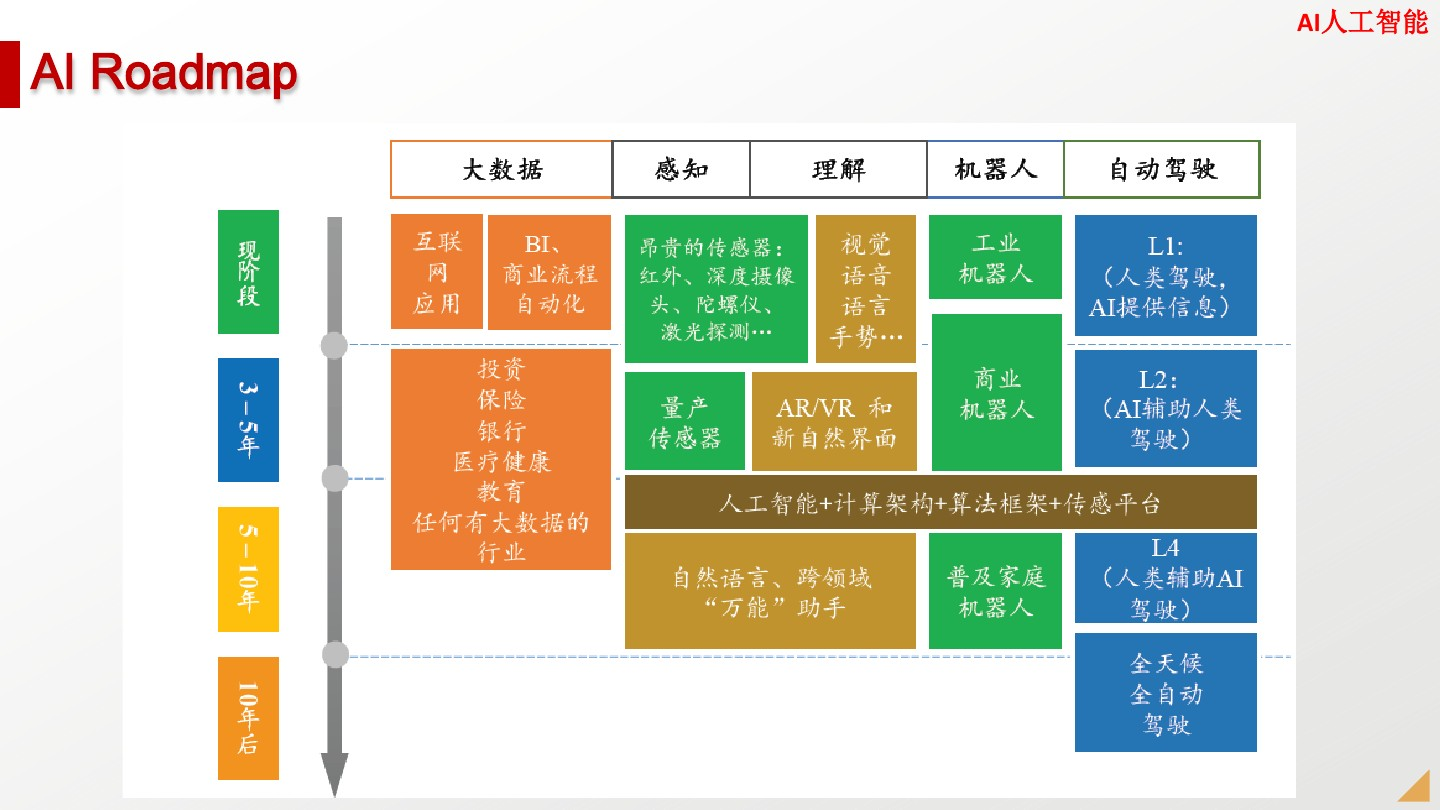 AI人工智能
AI Roadmap
大数据
感知
理解
机器人
自动驾驶
现阶段
互联
网
应用
BI、
商业流程
自动化
昂贵的传感器：
红外、深度摄像
头、陀螺仪、
激光探测…
视觉
语音
语言
手势…
工业
机器人
L1:
（人类驾驶，
AI提供信息）
3－5年
投资
保险
银行
医疗健康
教育
任何有大数据的
行业
量产
传感器
AR/VR 和
新自然界面
商业
机器人
L2：
（AI辅助人类
驾驶）
人工智能+计算架构+算法框架+传感平台
5－10年
自然语言、跨领域
“万能”助手
普及家庭
机器人
L4
（人类辅助AI
驾驶）
10年后
全天候
全自动
驾驶